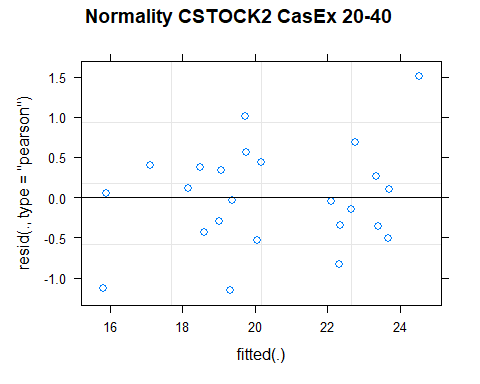 Normality CSTOCK2 CasEx 20-40
resid(., type = "pearson")
1.5
1.0
0.5
0.0
-0.5
-1.0
16 18 20 22 24
fitted(.)